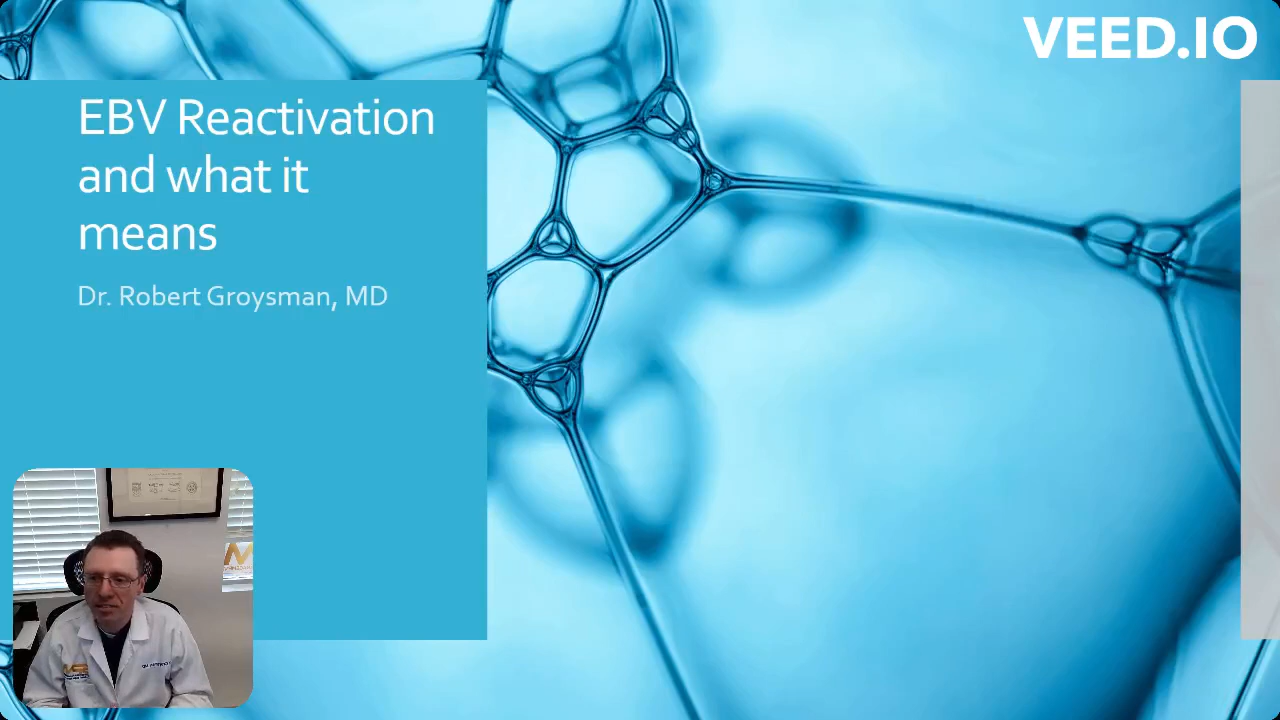 VEED.IO
EBV Reactivation
and what it
means
Dr. Robert Groysman, MD